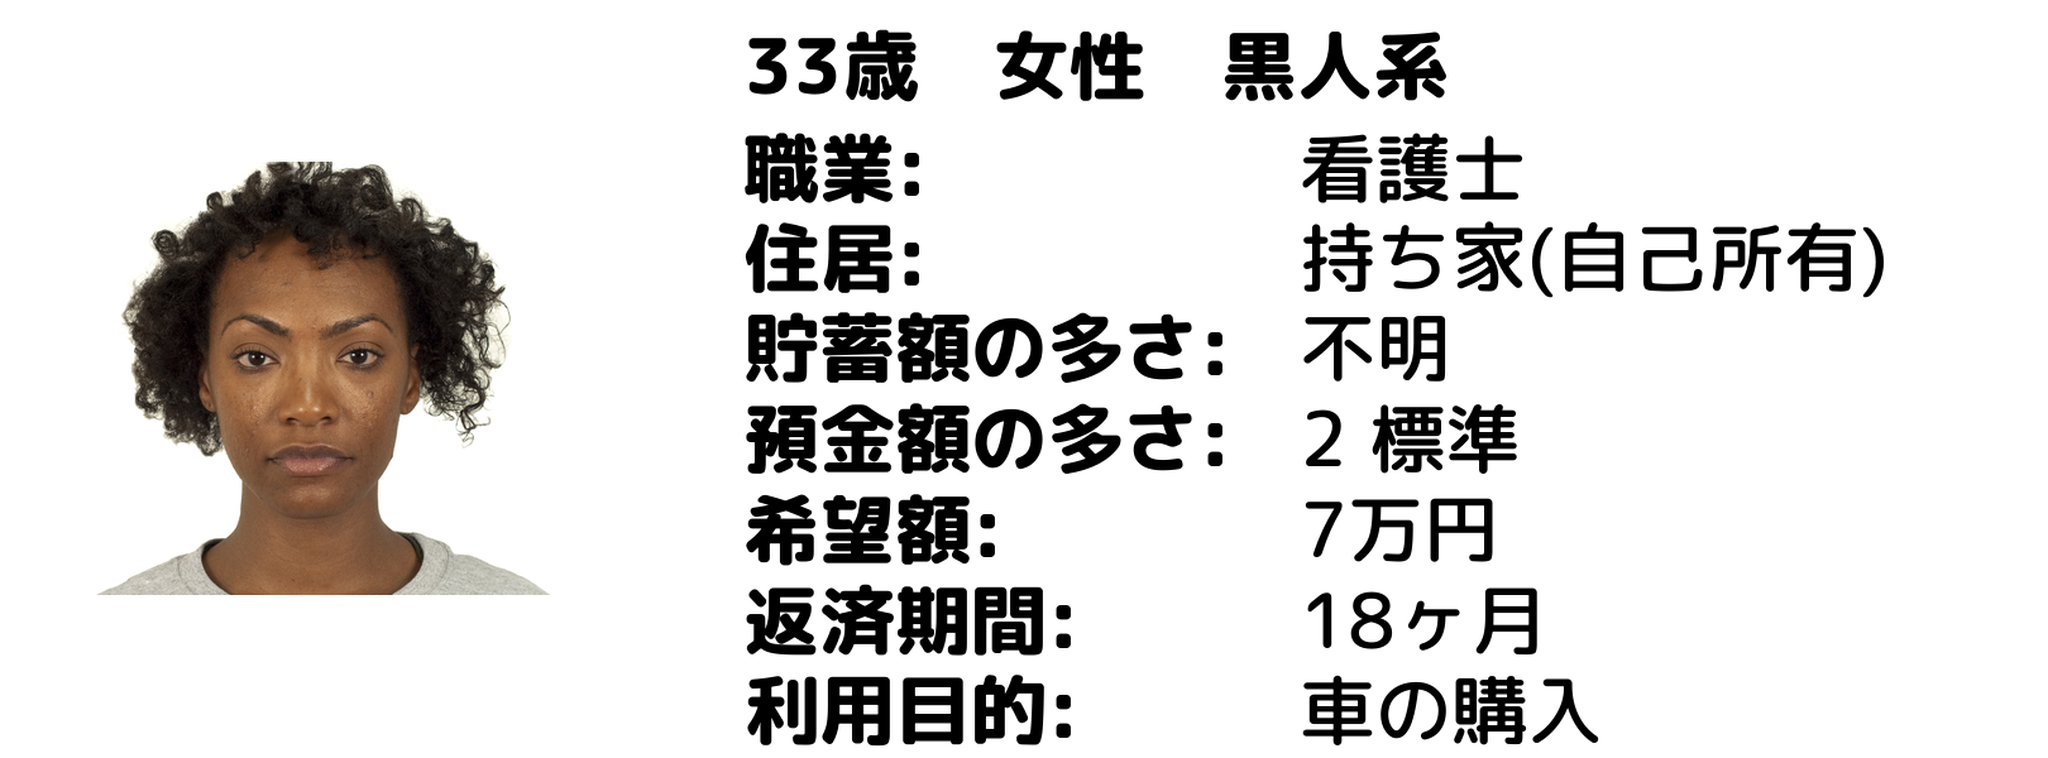 33歳　女性　黒人系
職業: 看護士
住居: 持ち家(自己所有)
貯蓄額の多さ: 不明
預金額の多さ: 2 標準
希望額: 7万円
返済期間: 18ヶ月
利用目的: 車の購入